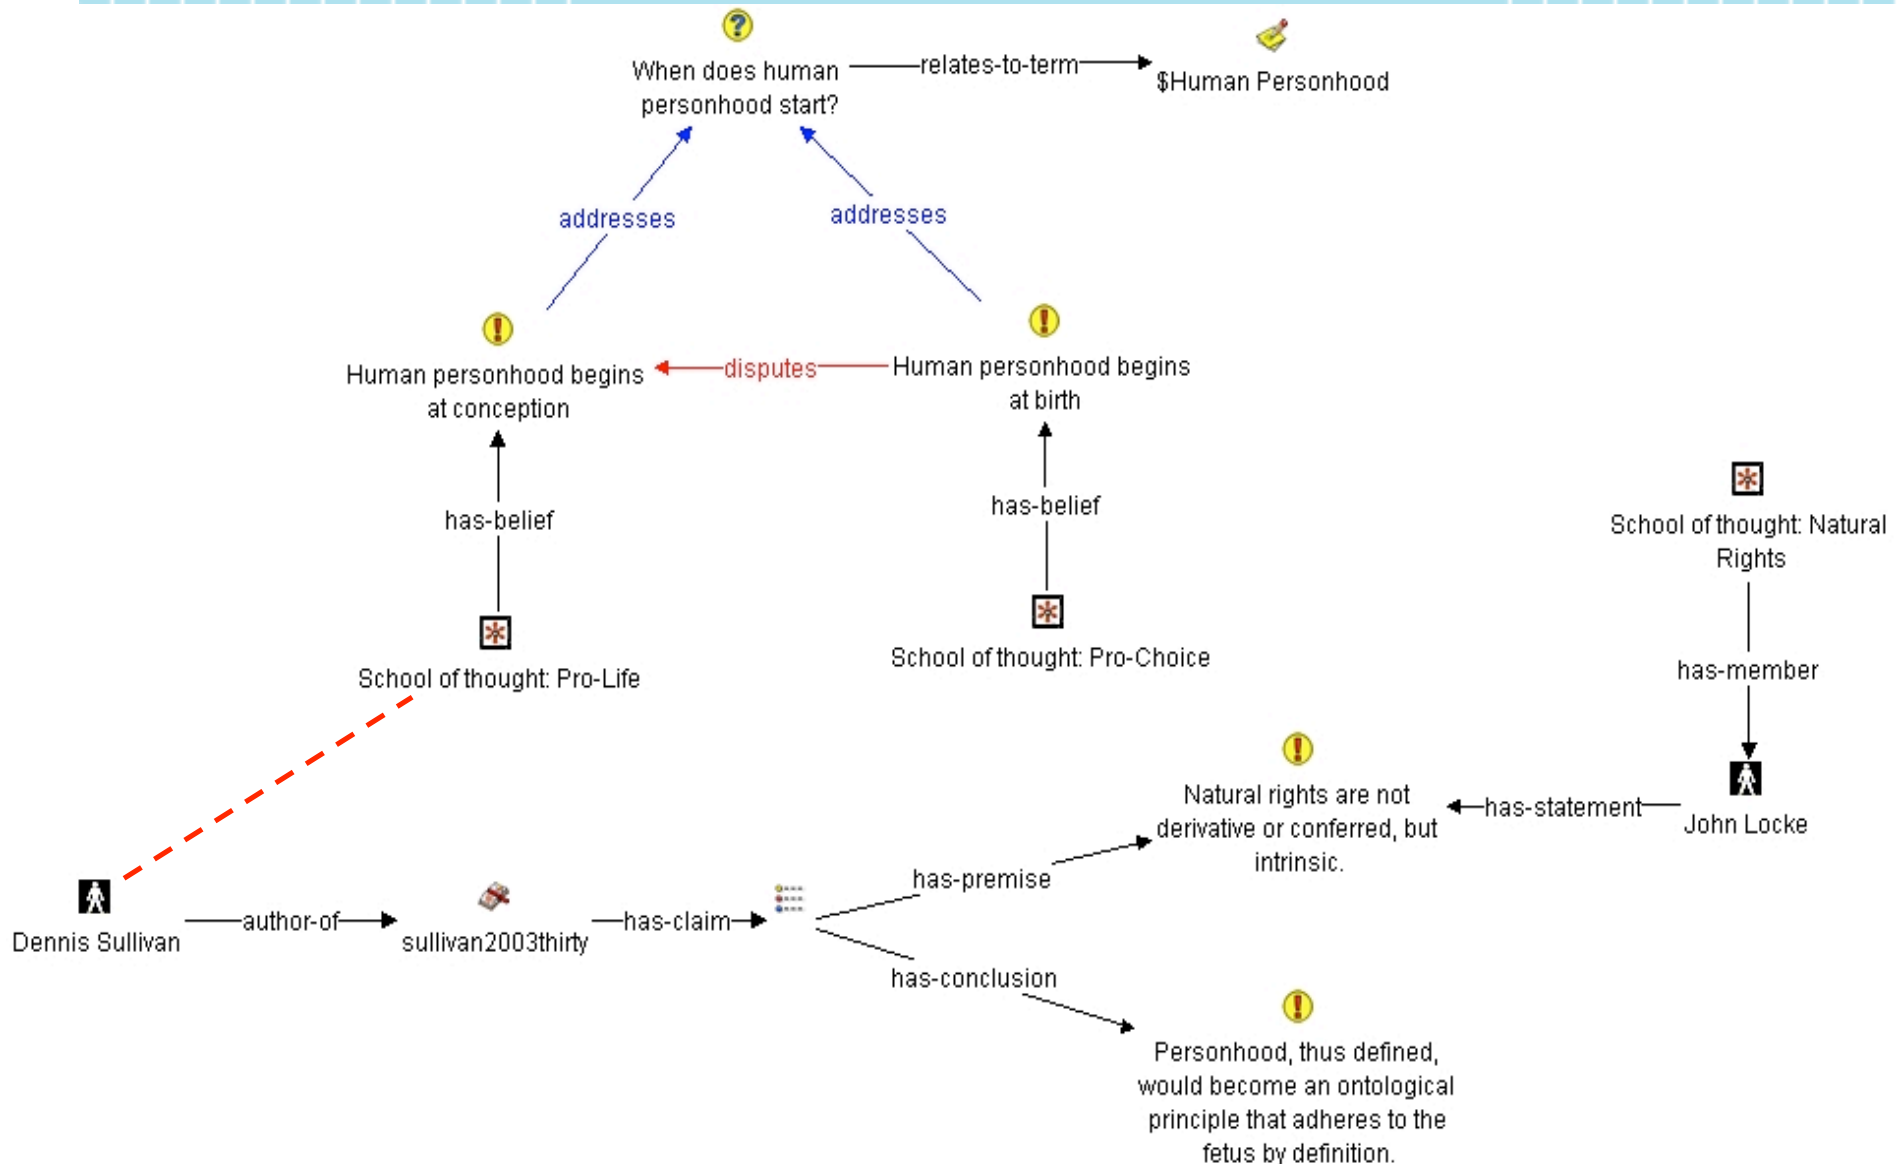 When does human
personhood start?
relates-to-term
$Human Personhood
addresses
addresses
Human personhood begins
at conception
disputes
Human personhood begins
at birth
has-belief
has-belief
School of thought: Natural
Rights
School of thought: Pro-Life
School of thought: Pro-Choice
has-member
Natural rights are not
derivative or conferred, but
intrinsic.
has-statement
John Locke
has-premise
Dennis Sullivan
author-of
sullivan2003thirty
has-claim
has-conclusion
Personhood, thus defined,
would become an ontological
principle that adheres to the
fetus by definition.